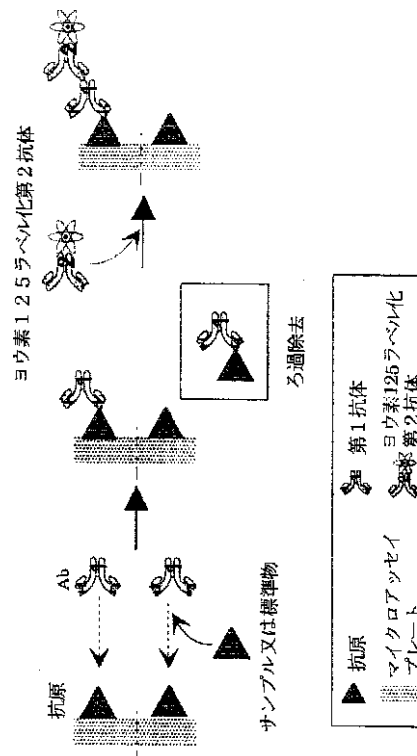 ヨウ素125ラベル化第2抗体
Ab
抗原
サンプル又は標準物
ろ過除去
抗原
第1抗体
マイクロアッセイ
プレート
ヨウ素125ラベル化
第2抗体